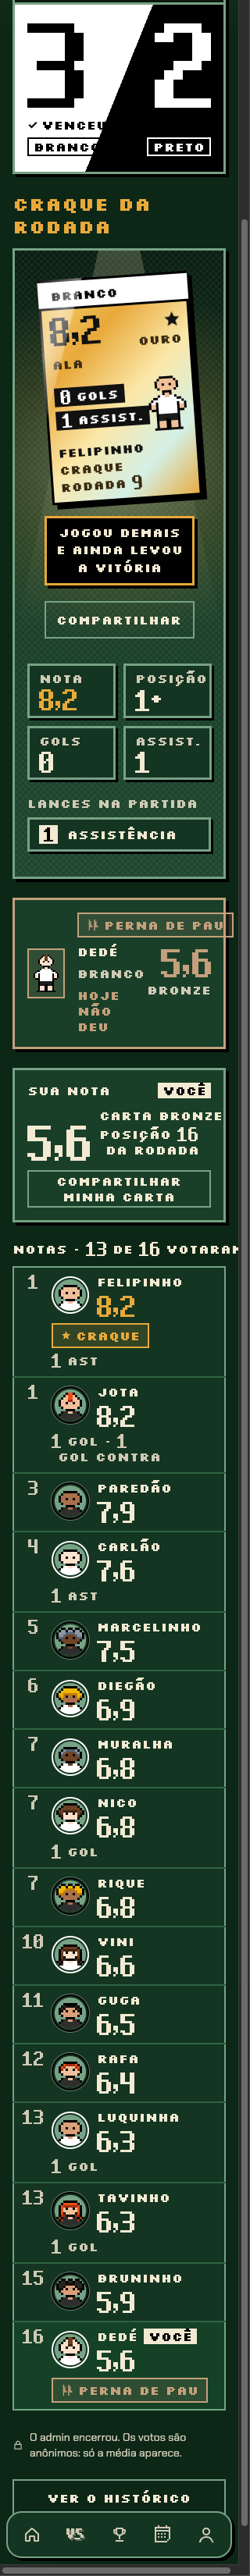 3 2
✓ VENCEU
BRANCO PRETO
CRAQUE DA
RODADA
BRANCO
8,2 ★
OURO
ALA
0 GOLS
1 ASSIST.
FELIPINHO
CRAQUE
RODADA 9
JOGOU DEMAIS
E AINDA LEVOU
A VITÓRIA
COMPARTILHAR
NOTA POSIÇÃO
8,2 1º
GOLS ASSIST.
0 1
LANCES NA PARTIDA
1 ASSISTÊNCIA
PERNA DE PAU
DEDÉ 5,6
BRANCO BRONZE
HOJE
NÃO
DEU
SUA NOTA VOCÊ
5,6 CARTA BRONZE
POSIÇÃO 16
DA RODADA
COMPARTILHAR
MINHA CARTA
NOTAS · 13 DE 16 VOTARAM
1 FELIPINHO
8,2
★ CRAQUE
1 AST
1 JOTA
8,2
1 GOL · 1
GOL CONTRA
3 PAREDÃO
7,9
4 CARLÃO
7,6
1 AST
5 MARCELINHO
7,5
6 DIEGÃO
6,9
7 MURALHA
6,8
7 NICO
6,8
1 GOL
7 RIQUE
6,8
10 VINI
6,6
11 GUGA
6,5
12 RAFA
6,4
13 LUQUINHA
6,3
1 GOL
13 TAVINHO
6,3
1 GOL
15 BRUNINHO
5,9
16 DEDÉ VOCÊ
5,6
PERNA DE PAU
O admin encerrou. Os votos são
anônimos: só a média aparece.
VER O HISTÓRICO
VS